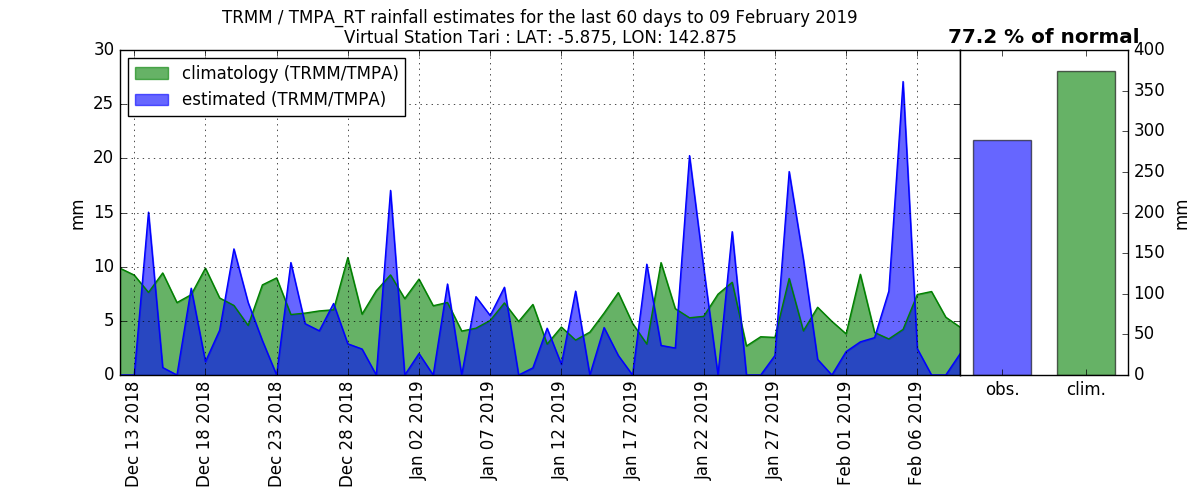 TRMM / TMPA_RT rainfall estimates for the last 60 days to 09 February 2019
Virtual Station Tari : LAT: -5.875, LON: 142.875
77.2 % of normal
climatology (TRMM/TMPA)
estimated (TRMM/TMPA)
30
25
20
15
10
5
0
mm
Dec 13 2018
Dec 18 2018
Dec 23 2018
Dec 28 2018
Jan 02 2019
Jan 07 2019
Jan 12 2019
Jan 17 2019
Jan 22 2019
Jan 27 2019
Feb 01 2019
Feb 06 2019
obs.
clim.
400
350
300
250
200
150
100
50
0
mm